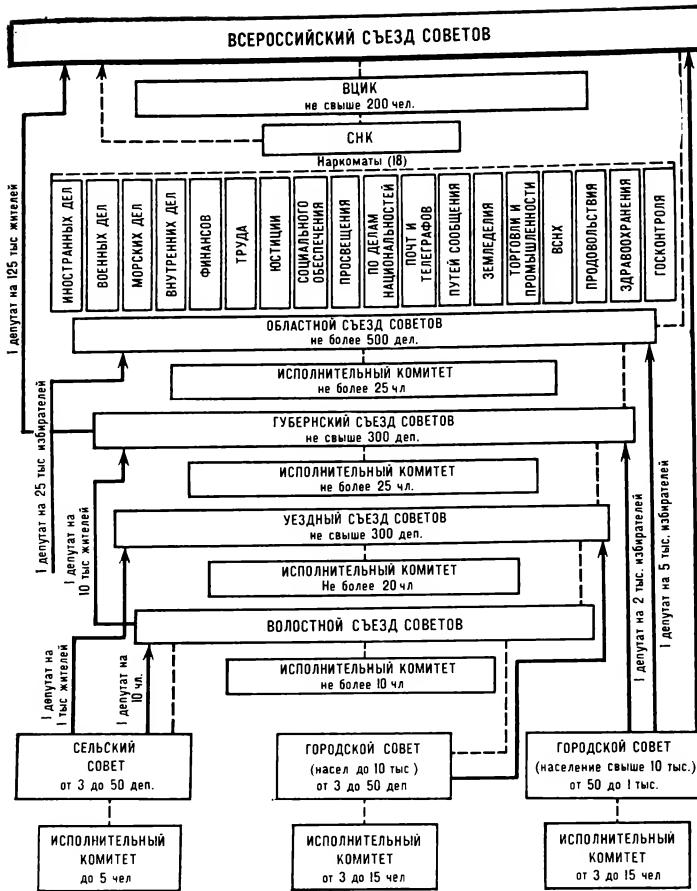 ВСЕРОССИЙСКИЙ СЪЕЗД СОВЕТОВ
ВЦИК
не свыше 200 чел.
СНК
Наркоматы (18)
ИНОСТРАННЫХ ДЕЛ
ВОЕННЫХ ДЕЛ
МОРСКИХ ДЕЛ
ВНУТРЕННИХ ДЕЛ
ФИНАНСОВ
ТРУДА
ЮСТИЦИИ
СОЦИАЛЬНОГО
ОБЕСПЕЧЕНИЯ
ПРОСВЕЩЕНИЯ
ПО ДЕЛАМ
НАЦИОНАЛЬНОСТЕЙ
ПОЧТ И
ТЕЛЕГРАФОВ
ПУТЕЙ СООБЩЕНИЯ
ЗЕМЛЕДЕЛИЯ
ТОРГОВЛИ И
ПРОМЫШЛЕННОСТИ
ВСНХ
ПРОДОВОЛЬСТВИЯ
ЗДРАВООХРАНЕНИЯ
ГОСКОНТРОЛЯ
1 депутат на 125 тыс жителей
ОБЛАСТНОЙ СЪЕЗД СОВЕТОВ
не более 500 дел.
ИСПОЛНИТЕЛЬНЫЙ КОМИТЕТ
не более 25 чл
1 депутат на 25 тыс избирателей
ГУБЕРНСКИЙ СЪЕЗД СОВЕТОВ
не свыше 300 деп.
ИСПОЛНИТЕЛЬНЫЙ КОМИТЕТ
не более 25 чл.
1 депутат на
10 тыс жителей
УЕЗДНЫЙ СЪЕЗД СОВЕТОВ
не свыше 300 деп.
ИСПОЛНИТЕЛЬНЫЙ КОМИТЕТ
Не более 20 чл
1 депутат на 2 тыс. избирателей
1 депутат на 5 тыс. избирателей
ВОЛОСТНОЙ СЪЕЗД СОВЕТОВ
ИСПОЛНИТЕЛЬНЫЙ КОМИТЕТ
не более 10 чл
1 депутат на
1 тыс жителей
1 депутат на
10 чл.
СЕЛЬСКИЙ
СОВЕТ
от 3 до 50 деп.
ГОРОДСКОЙ СОВЕТ
(насел до 10 тыс)
от 3 до 50 деп
ГОРОДСКОЙ СОВЕТ
(население свыше 10 тыс.)
от 50 до 1 тыс.
ИСПОЛНИТЕЛЬНЫЙ
КОМИТЕТ
до 5 чел
ИСПОЛНИТЕЛЬНЫЙ
КОМИТЕТ
от 3 до 15 чел
ИСПОЛНИТЕЛЬНЫЙ
КОМИТЕТ
от 3 до 15 чел